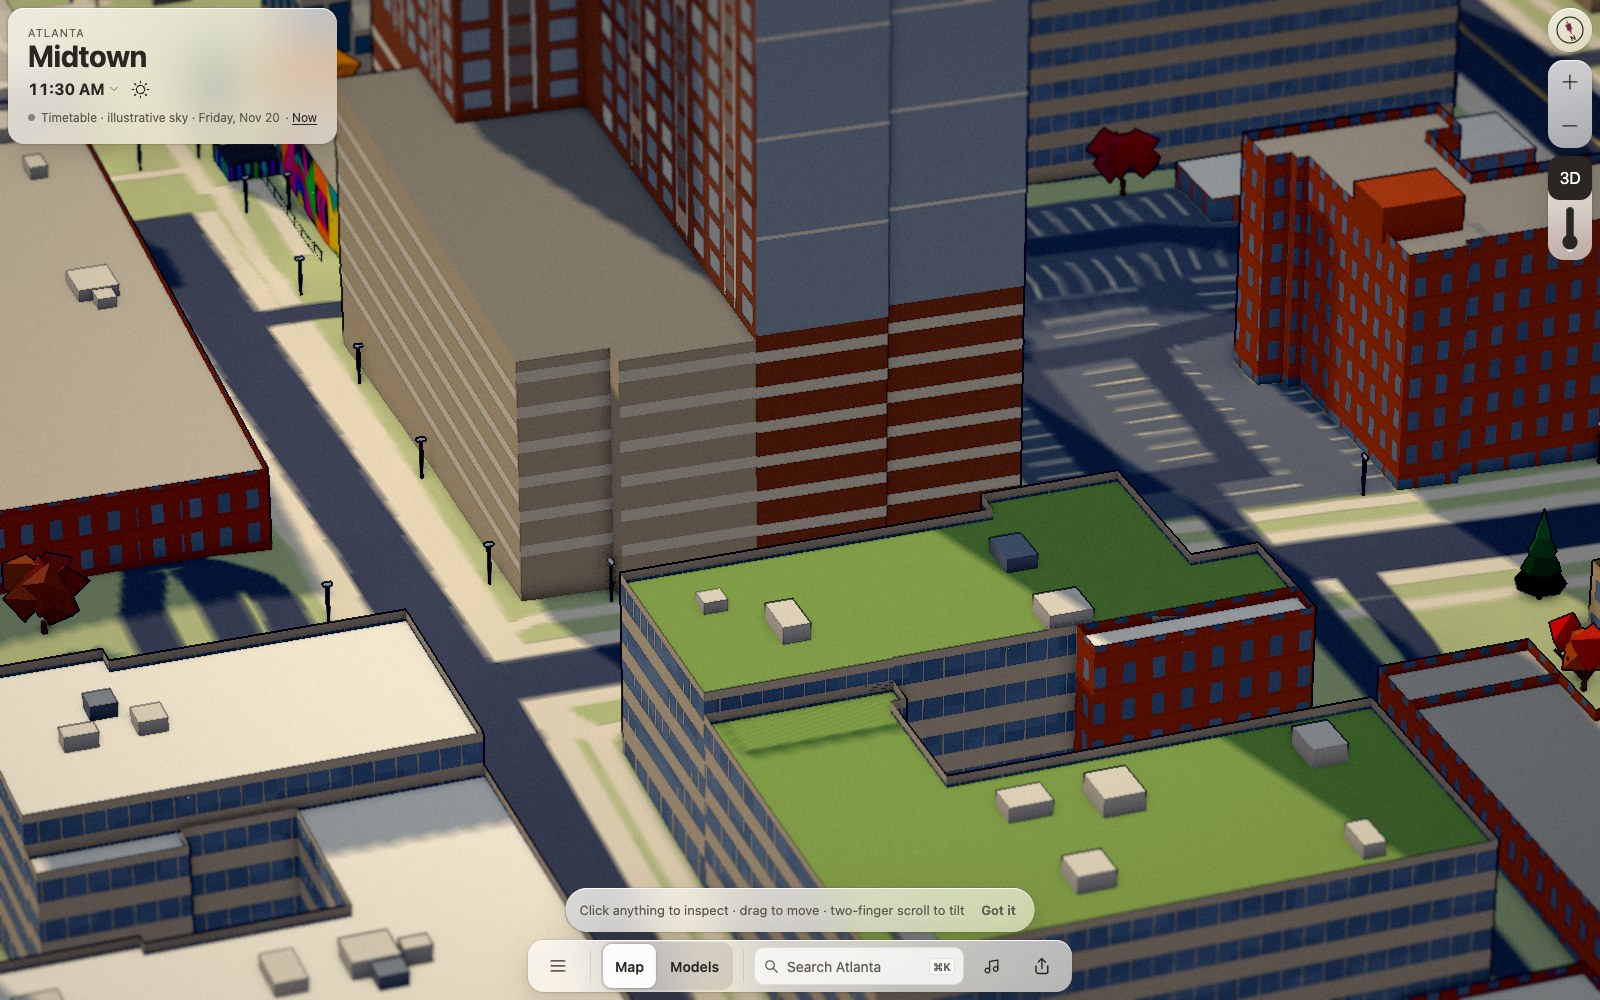 ATLANTA
Midtown
11:30 AM
Timetable · illustrative sky · Friday, Nov 20 · Now
N
+
−
3D
Click anything to inspect · drag to move · two-finger scroll to tilt Got it
Map Models Search Atlanta ⌘K